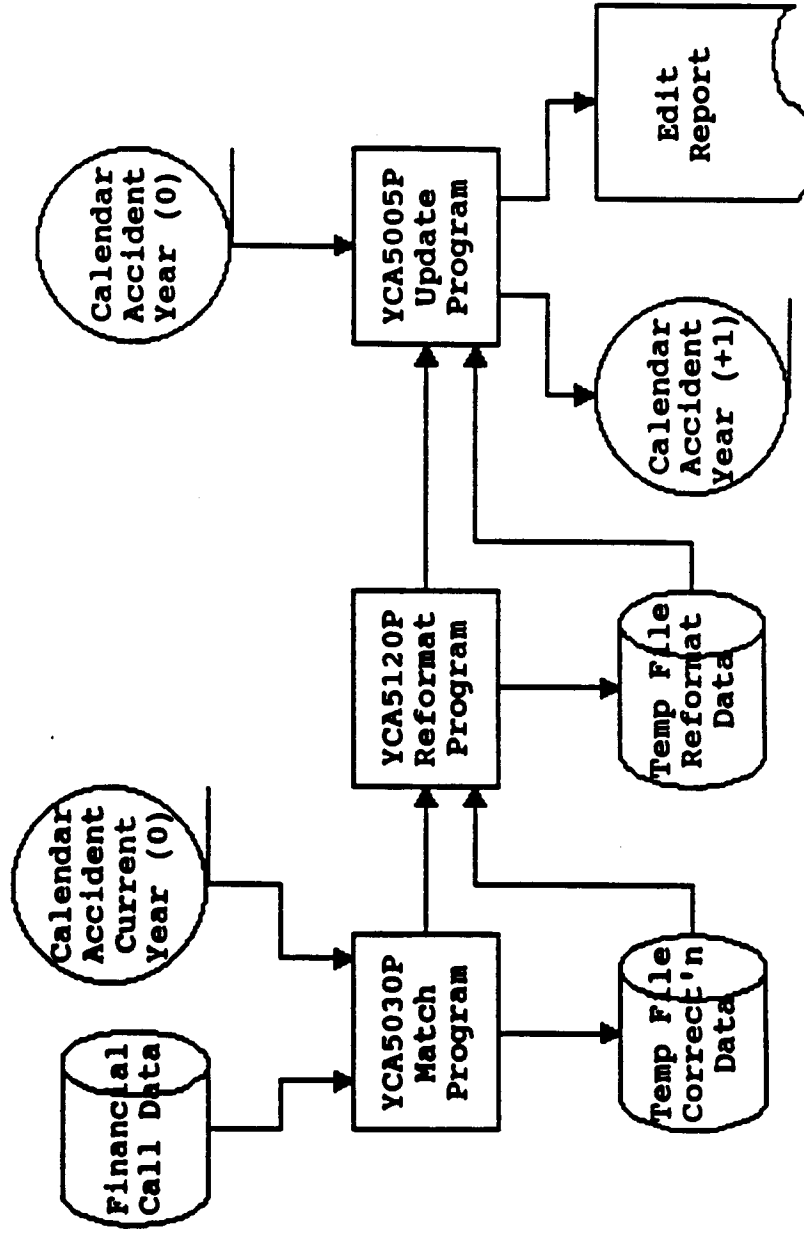 Financial
Call Data
Calendar
Accident
Current
Year (0)
Calendar
Accident
Year (0)
YCA5030P
Match
Program
YCA5120P
Reformat
Program
YCA5005P
Update
Program
Temp File
Correct'n
Data
Temp File
Reformat
Data
Calendar
Accident
Year (+1)
Edit
Report